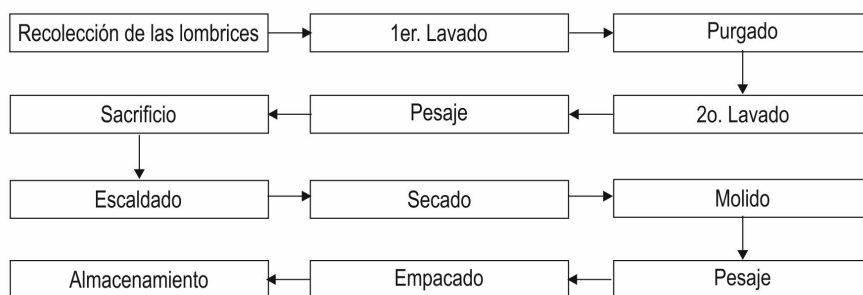 Recolección de las lombrices
1er. Lavado
Purgado
Sacrificio
Pesaje
2o. Lavado
Escaldado
Secado
Molido
Almacenamiento
Empacado
Pesaje